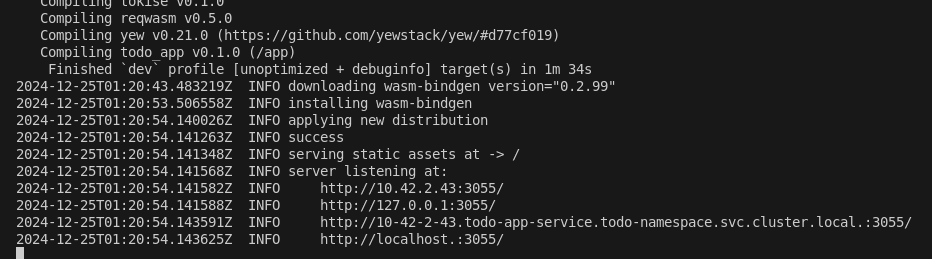 Compiling tokise v0.1.0
Compiling reqwasm v0.5.0
Compiling yew v0.21.0 (https://github.com/yewstack/yew/#d77cf019)
Compiling todo_app v0.1.0 (/app)
Finished `dev` profile [unoptimized + debuginfo] target(s) in 1m 34s
2024-12-25T01:20:43.483219Z  INFO downloading wasm-bindgen version="0.2.99"
2024-12-25T01:20:53.506558Z  INFO installing wasm-bindgen
2024-12-25T01:20:54.140026Z  INFO applying new distribution
2024-12-25T01:20:54.141263Z  INFO success
2024-12-25T01:20:54.141348Z  INFO serving static assets at -> /
2024-12-25T01:20:54.141568Z  INFO server listening at:
2024-12-25T01:20:54.141582Z  INFO     http://10.42.2.43:3055/
2024-12-25T01:20:54.141588Z  INFO     http://127.0.0.1:3055/
2024-12-25T01:20:54.143591Z  INFO     http://10-42-2-43.todo-app-service.todo-namespace.svc.cluster.local.:3055/
2024-12-25T01:20:54.143625Z  INFO     http://localhost.:3055/